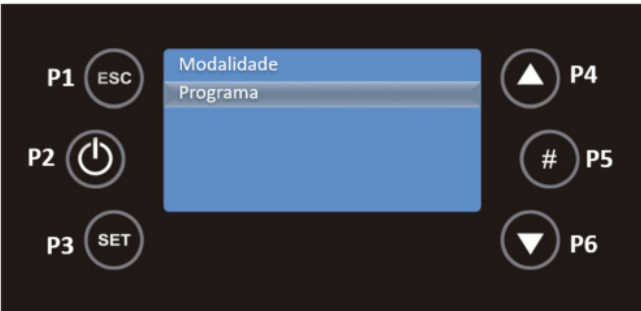 P1 ESC
Modalidade
Programa
P4
P2
# P5
P3 SET
P6